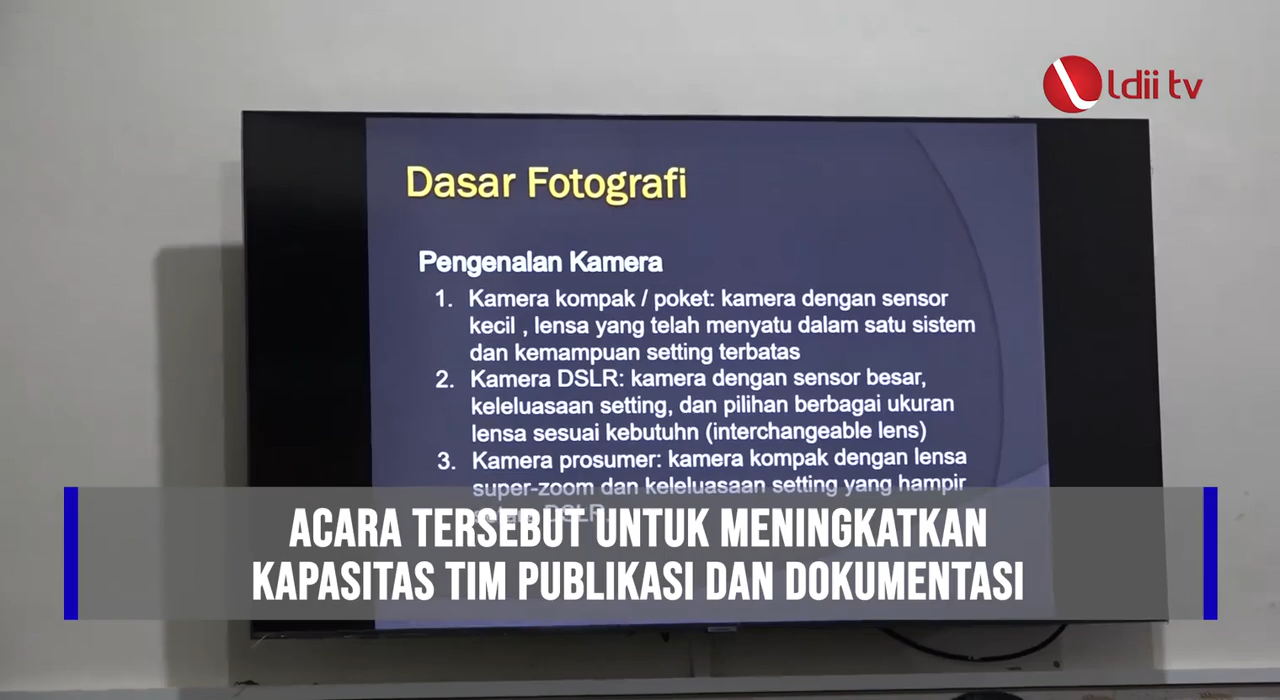 ldii tv
Dasar Fotografi
Pengenalan Kamera
1. Kamera kompak / poket: kamera dengan sensor
kecil , lensa yang telah menyatu dalam satu sistem
dan kemampuan setting terbatas
2. Kamera DSLR: kamera dengan sensor besar,
keleluasaan setting, dan pilihan berbagai ukuran
lensa sesuai kebutuhn (interchangeable lens)
3. Kamera prosumer: kamera kompak dengan lensa
super-zoom dan keleluasaan setting yang hampir
DSLR
ACARA TERSEBUT UNTUK MENINGKATKAN
KAPASITAS TIM PUBLIKASI DAN DOKUMENTASI